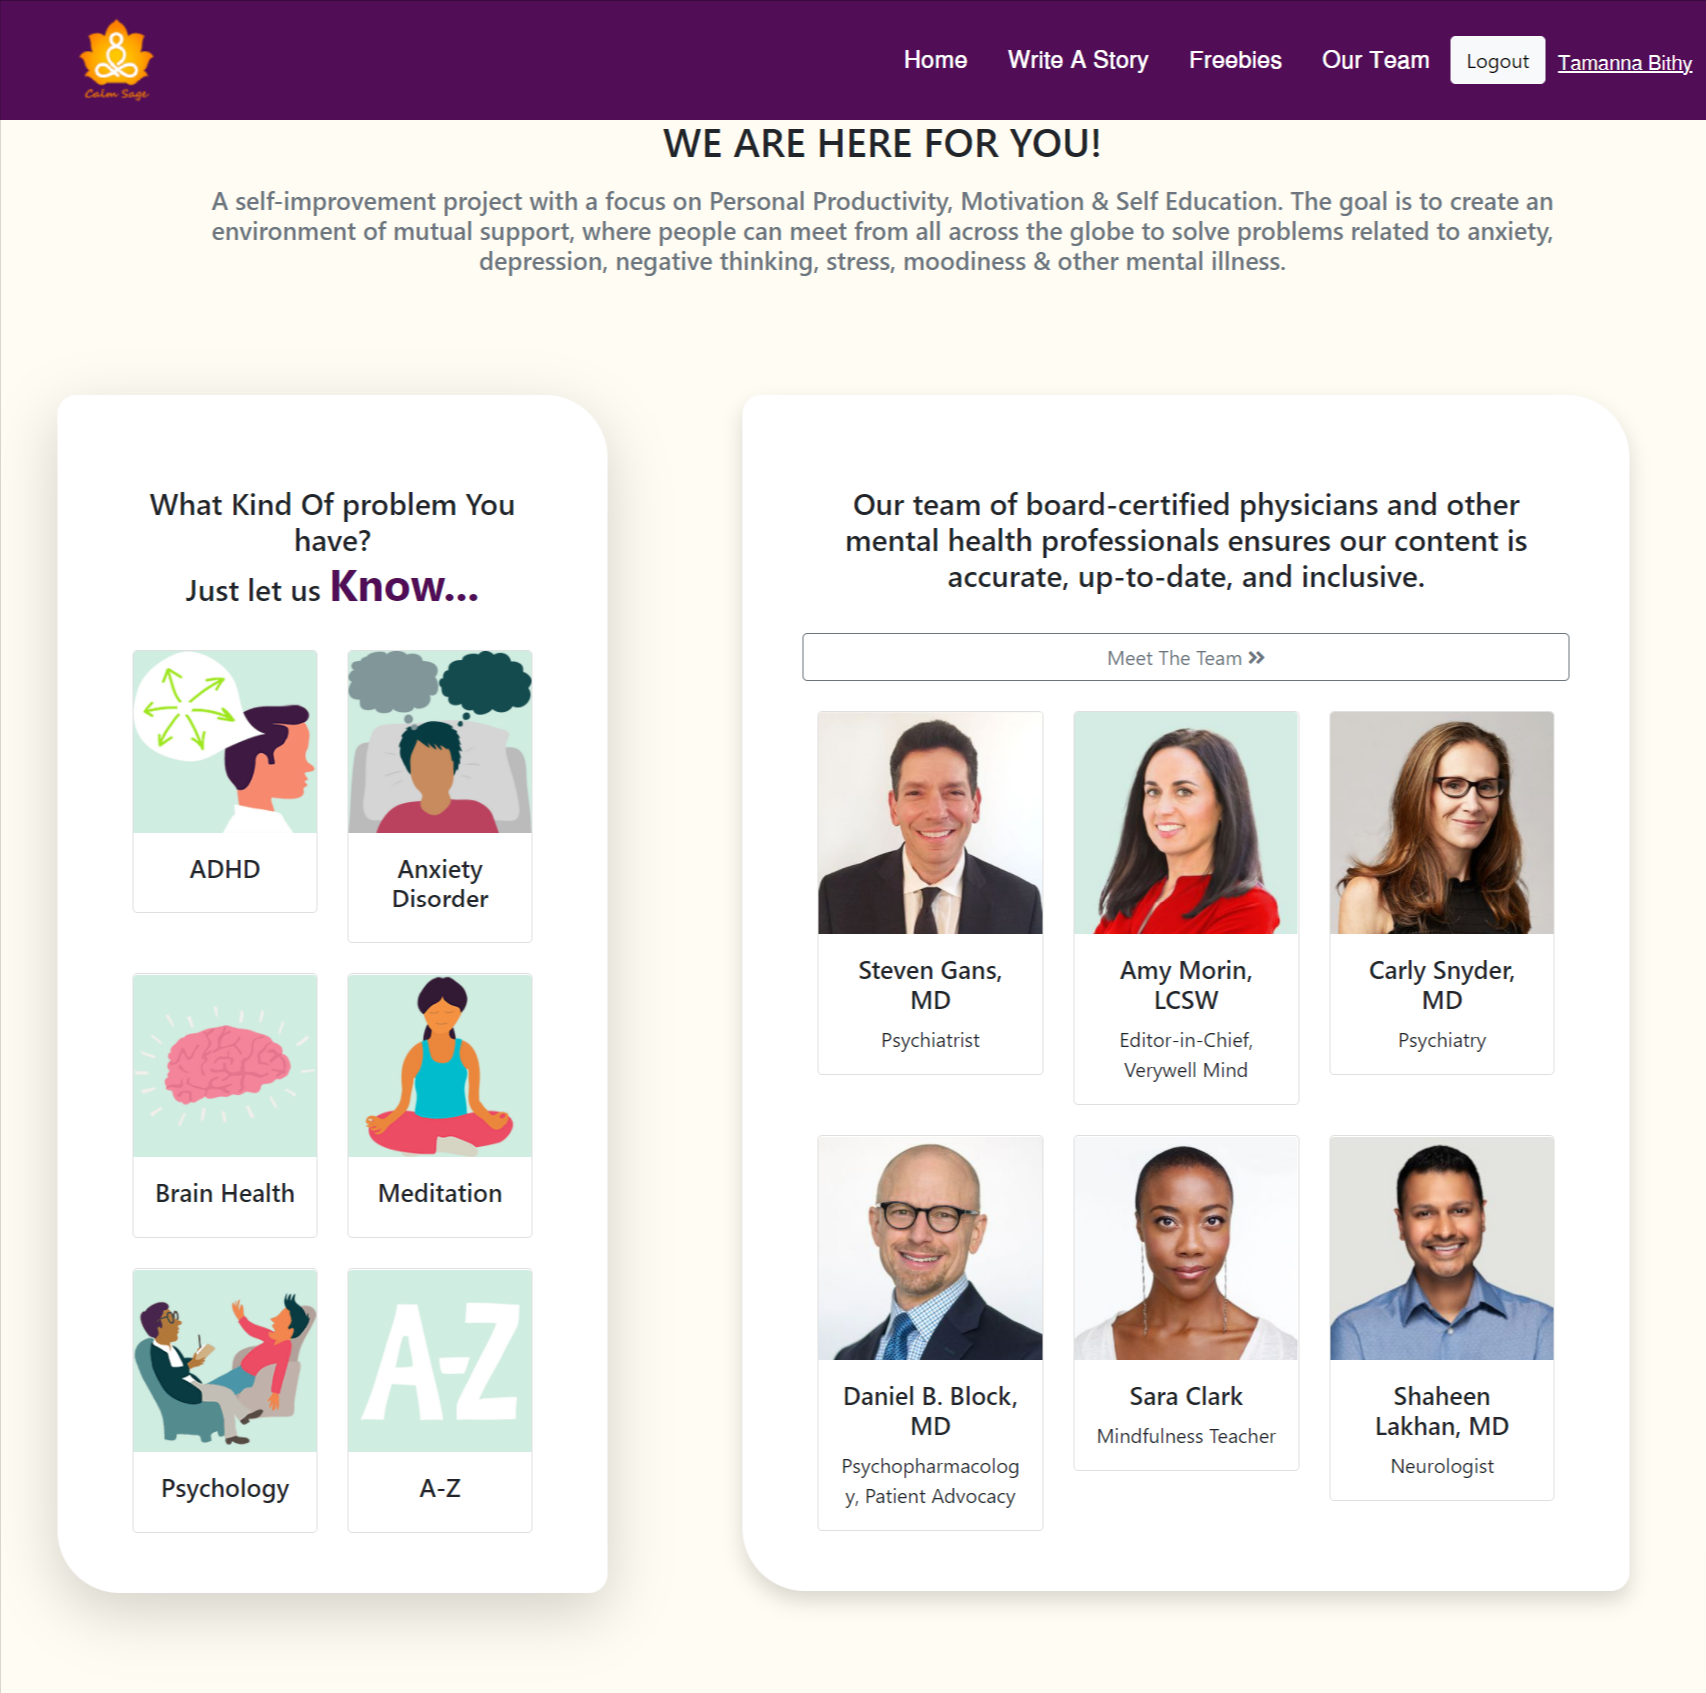 Calm Sage
Home
Write A Story
Freebies
Our Team
Logout
Tamanna Bithy
WE ARE HERE FOR YOU!
A self-improvement project with a focus on Personal Productivity, Motivation & Self Education. The goal is to create an
environment of mutual support, where people can meet from all across the globe to solve problems related to anxiety,
depression, negative thinking, stress, moodiness & other mental illness.
What Kind Of problem You
have?
Just let us Know...
ADHD
Anxiety
Disorder
Brain Health
Meditation
Psychology
A-Z
A-Z
Our team of board-certified physicians and other
mental health professionals ensures our content is
accurate, up-to-date, and inclusive.
Meet The Team »
Steven Gans,
MD
Psychiatrist
Amy Morin,
LCSW
Editor-in-Chief,
Verywell Mind
Carly Snyder,
MD
Psychiatry
Daniel B. Block,
MD
Psychopharmacolog
y, Patient Advocacy
Sara Clark
Mindfulness Teacher
Shaheen
Lakhan, MD
Neurologist